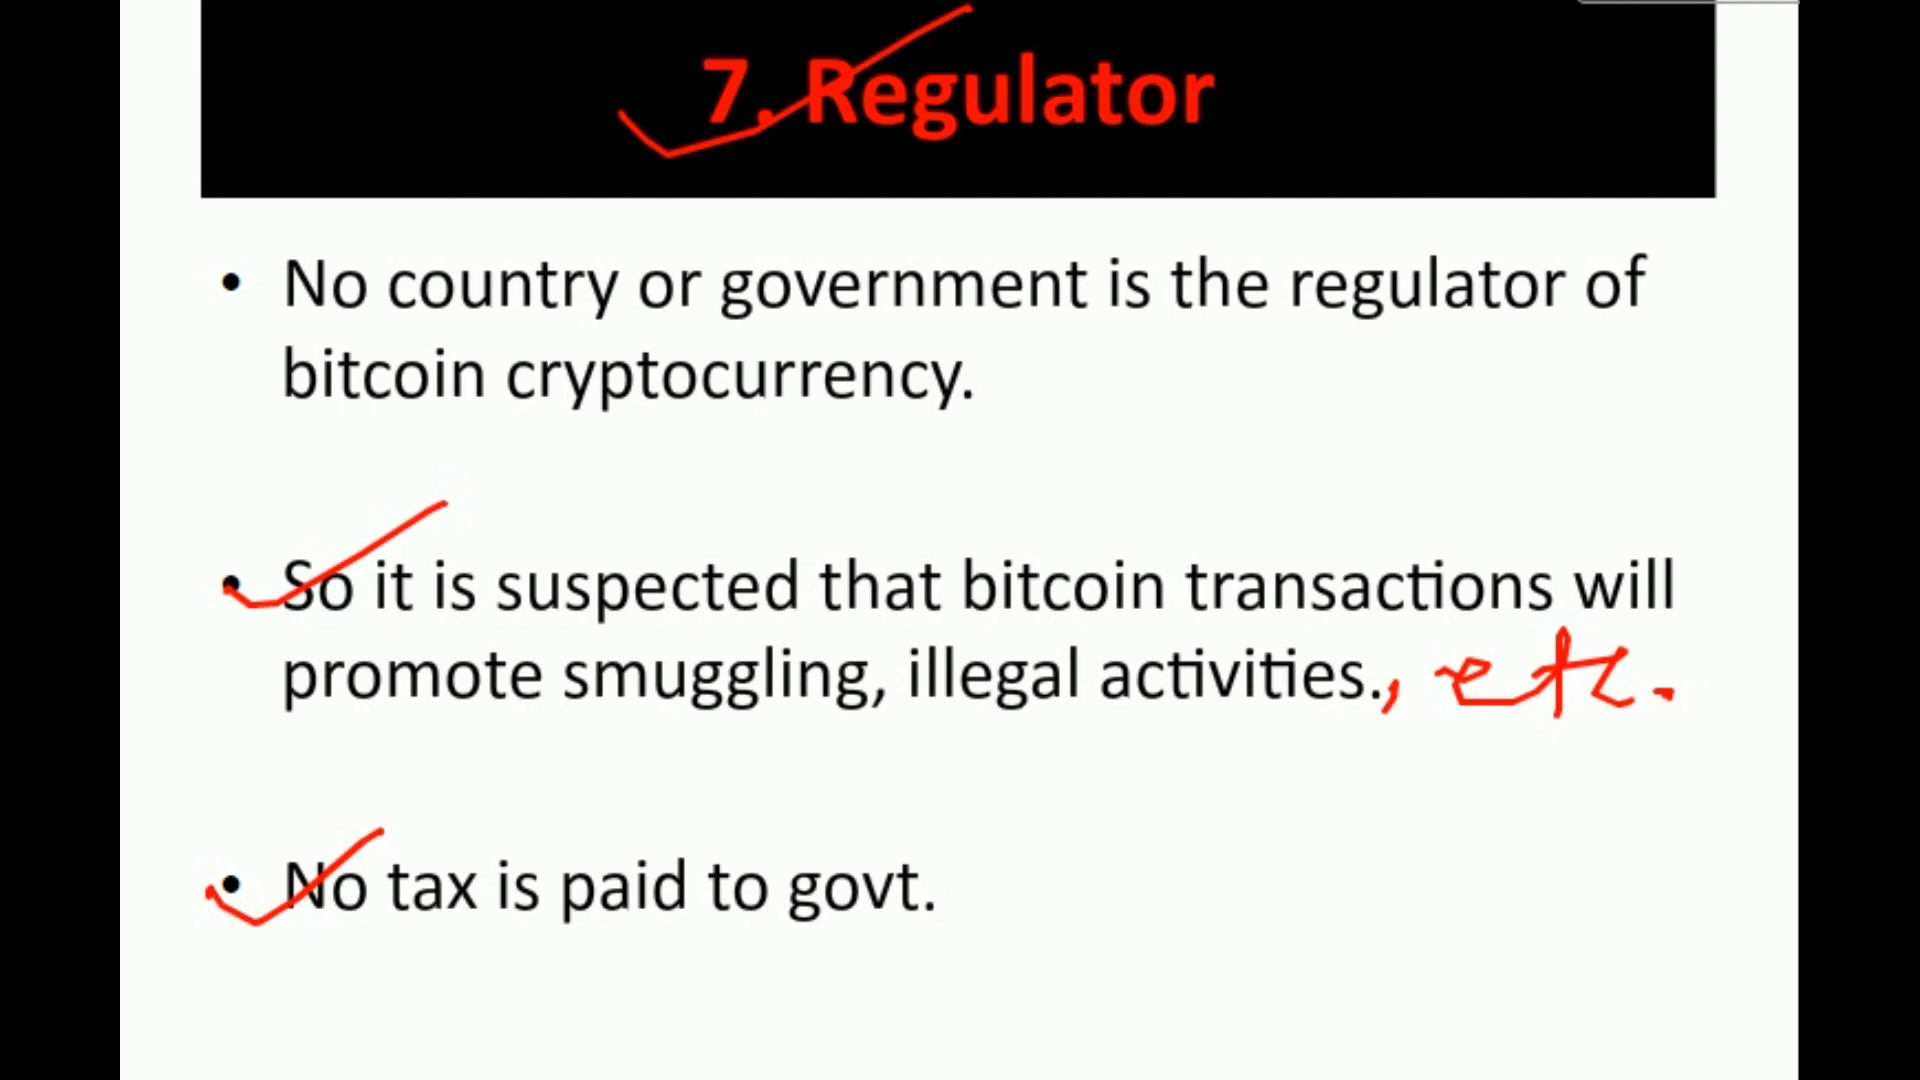 7. Regulator
• No country or government is the regulator of
bitcoin cryptocurrency.
• So it is suspected that bitcoin transactions will
promote smuggling, illegal activities., etc.
• No tax is paid to govt.